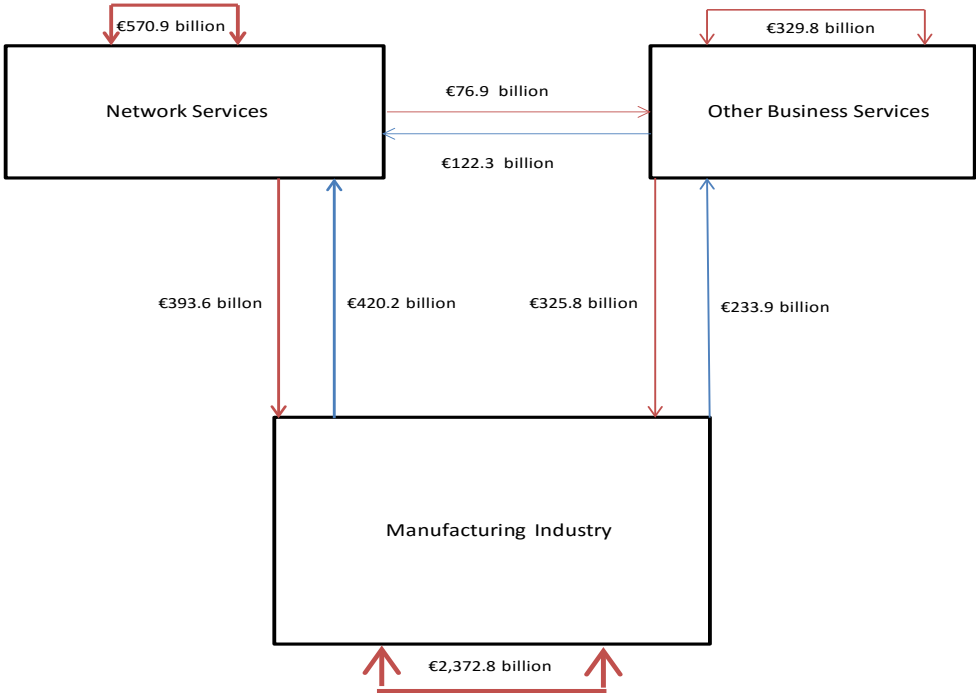 €570.9 billion
€329.8 billion
Network Services
€76.9 billion
Other Business Services
€122.3 billion
€393.6 billon
€420.2 billion
€325.8 billion
€233.9 billion
Manufacturing Industry
€2,372.8 billion